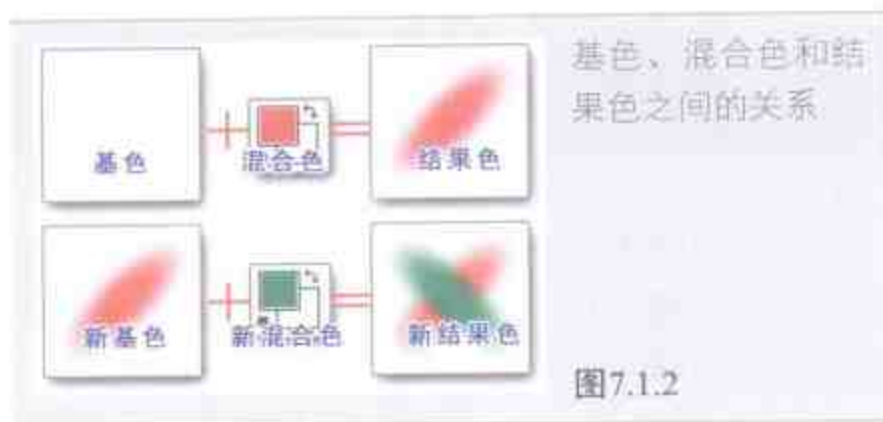 基色、混合色和结
果色之间的关系
基色
混合色
结果色
新基色
新混合色
新结果色
图7.1.2